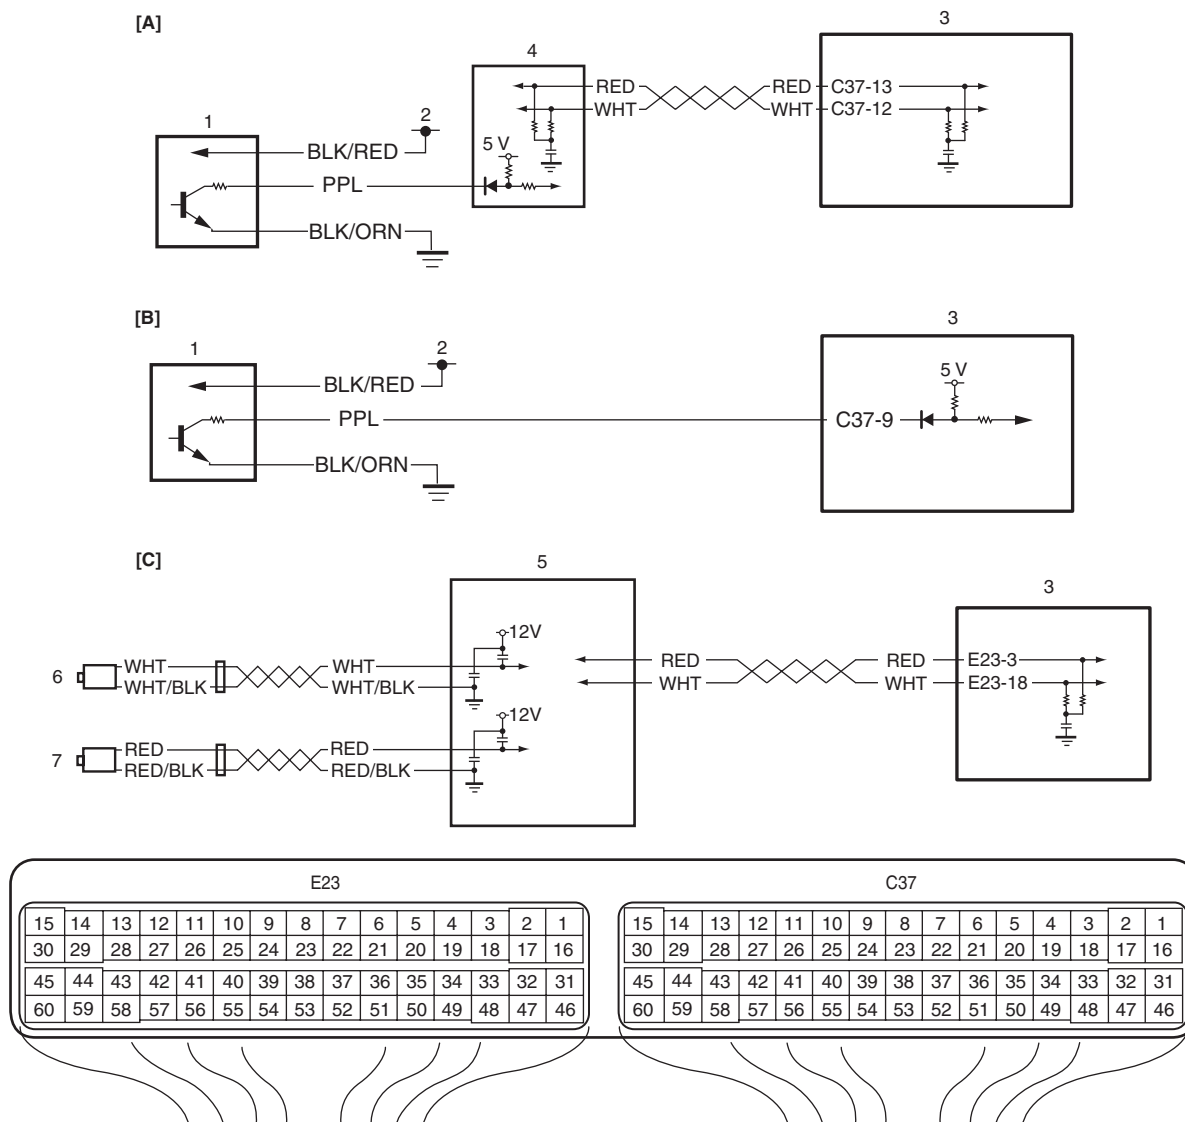 [A]
3
4
1
2
RED
RED
C37-13
WHT
WHT
C37-12
BLK/RED
5 V
PPL
BLK/ORN
[B]
3
1
2
BLK/RED
5 V
PPL
C37-9
BLK/ORN
[C]
5
3
12V
6
WHT
WHT
RED
RED
E23-3
WHT/BLK
WHT/BLK
WHT
WHT
E23-18
12V
7
RED
RED
RED/BLK
RED/BLK
E23
C37
15 14 13 12 11 10 9 8 7 6 5 4 3 2 1
30 29 28 27 26 25 24 23 22 21 20 19 18 17 16
45 44 43 42 41 40 39 38 37 36 35 34 33 32 31
60 59 58 57 56 55 54 53 52 51 50 49 48 47 46
15 14 13 12 11 10 9 8 7 6 5 4 3 2 1
30 29 28 27 26 25 24 23 22 21 20 19 18 17 16
45 44 43 42 41 40 39 38 37 36 35 34 33 32 31
60 59 58 57 56 55 54 53 52 51 50 49 48 47 46